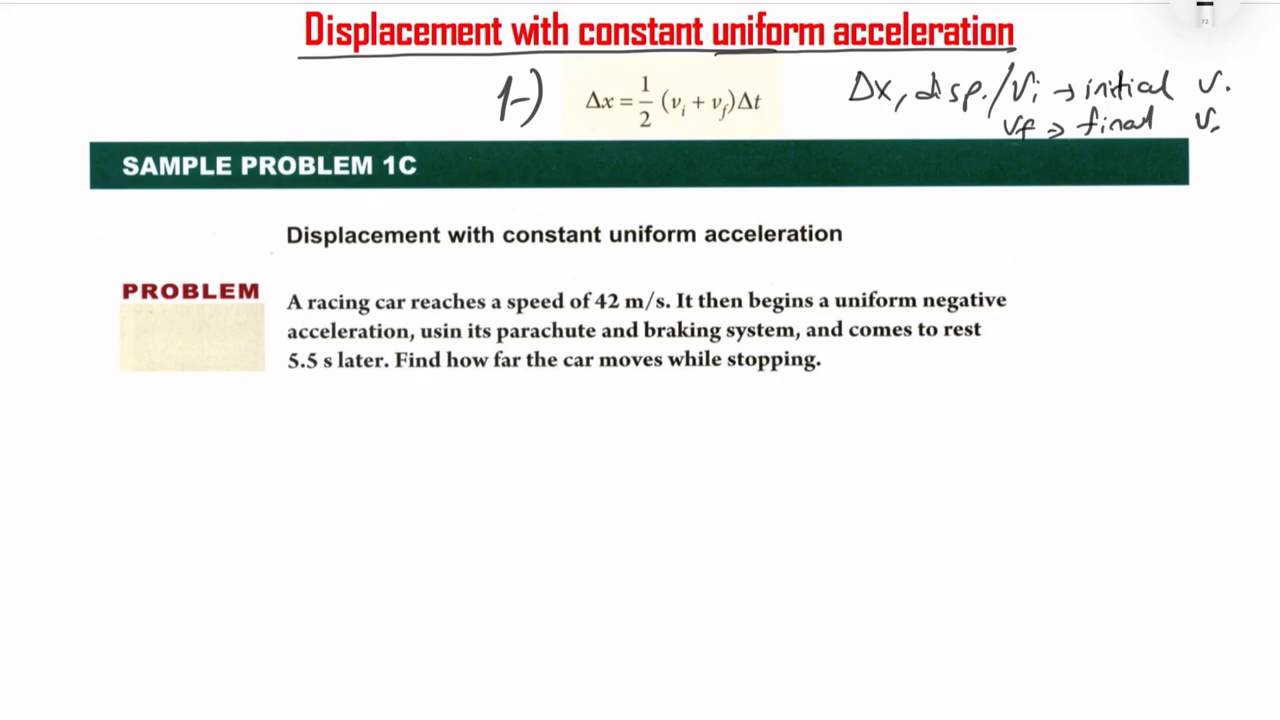 Displacement with constant uniform acceleration
72
1-) Δx = 1/2 (vi + vf)Δt Δx, disp./Vi → initial v.
Vf → final v.
SAMPLE PROBLEM 1C
Displacement with constant uniform acceleration
PROBLEM
A racing car reaches a speed of 42 m/s. It then begins a uniform negative
acceleration, usin its parachute and braking system, and comes to rest
5.5 s later. Find how far the car moves while stopping.